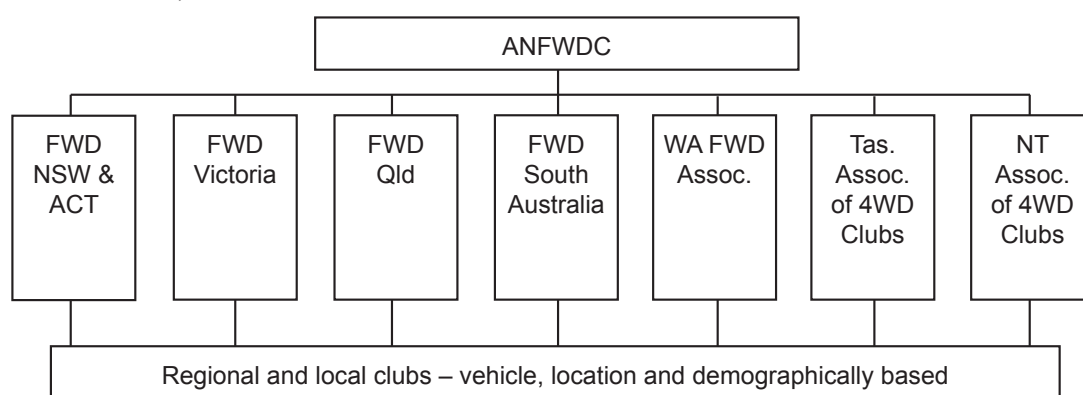 ANFWDC
FWD
NSW &
ACT
FWD
Victoria
FWD
Qld
FWD
South
Australia
WA FWD
Assoc.
Tas.
Assoc.
of 4WD
Clubs
NT
Assoc.
of 4WD
Clubs
Regional and local clubs – vehicle, location and demographically based